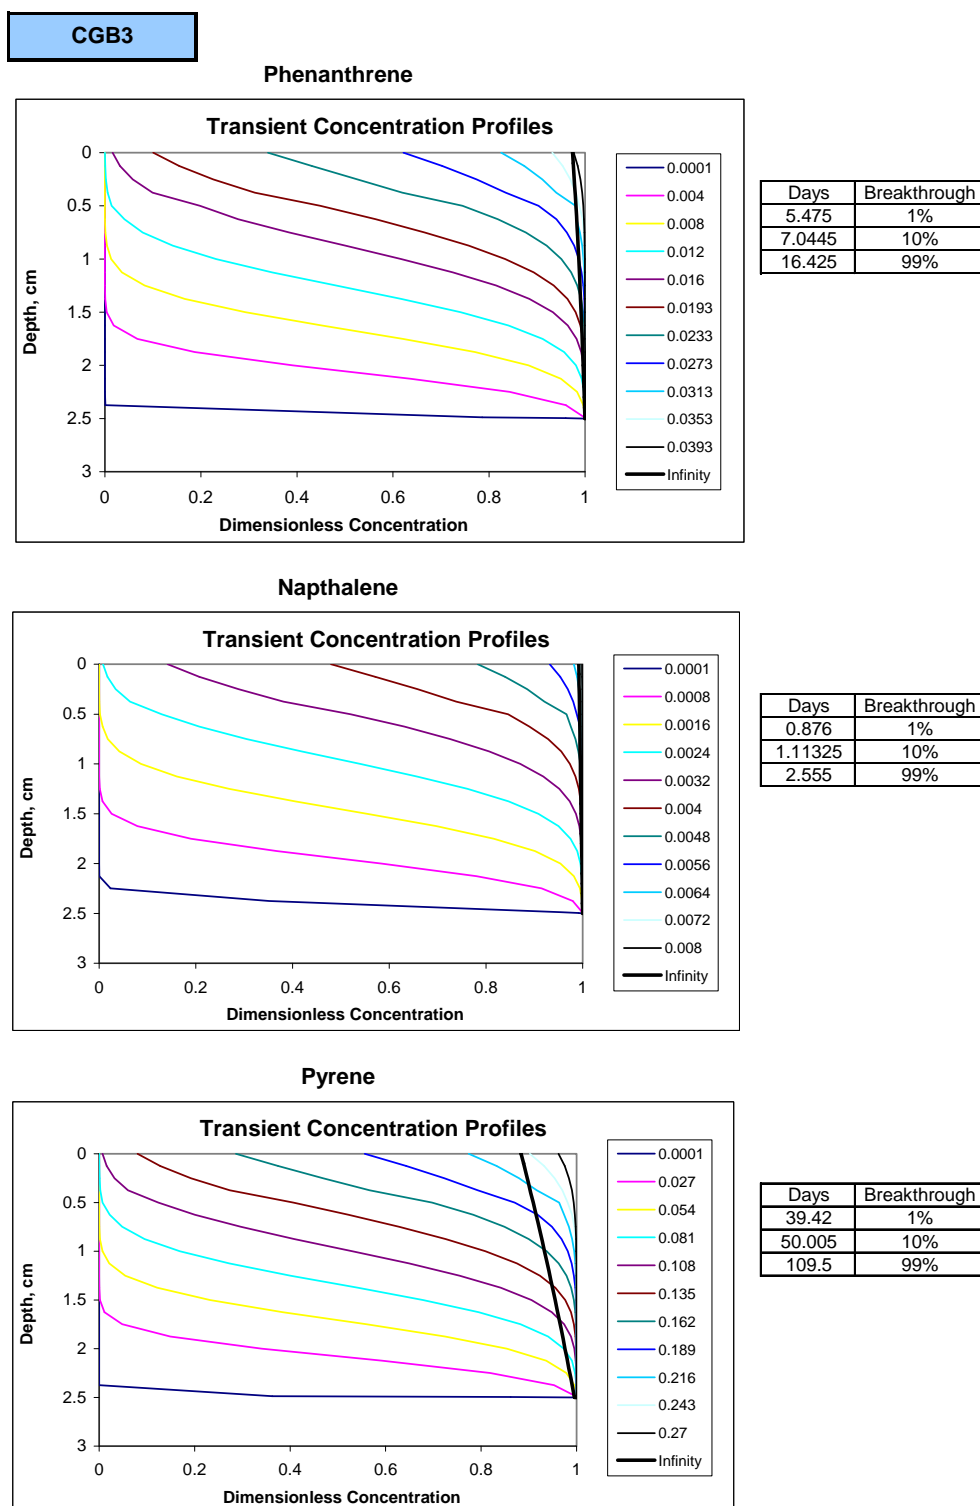 CGB3
Phenanthrene
Transient Concentration Profiles
0
0.5
1
1.5
2
2.5
3
Depth, cm
0 0.2 0.4 0.6 0.8 1
Dimensionless Concentration
0.0001
0.004
0.008
0.012
0.016
0.0193
0.0233
0.0273
0.0313
0.0353
0.0393
Infinity
Days Breakthrough
5.475 1%
7.0445 10%
16.425 99%
Napthalene
Transient Concentration Profiles
0
0.5
1
1.5
2
2.5
3
Depth, cm
0 0.2 0.4 0.6 0.8 1
Dimensionless Concentration
0.0001
0.0008
0.0016
0.0024
0.0032
0.004
0.0048
0.0056
0.0064
0.0072
0.008
Infinity
Days Breakthrough
0.876 1%
1.11325 10%
2.555 99%
Pyrene
Transient Concentration Profiles
0
0.5
1
1.5
2
2.5
3
Depth, cm
0 0.2 0.4 0.6 0.8 1
Dimensionless Concentration
0.0001
0.027
0.054
0.081
0.108
0.135
0.162
0.189
0.216
0.243
0.27
Infinity
Days Breakthrough
39.42 1%
50.005 10%
109.5 99%